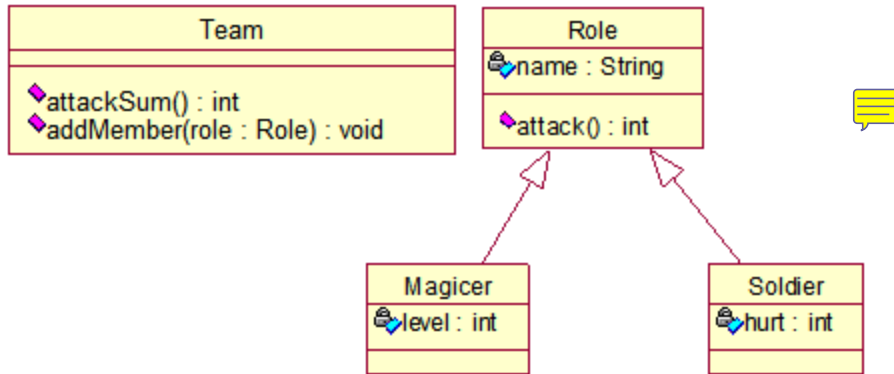 Team
attackSum() : int
addMember(role : Role) : void
Role
name : String
attack() : int
Magicer
level : int
Soldier
hurt : int